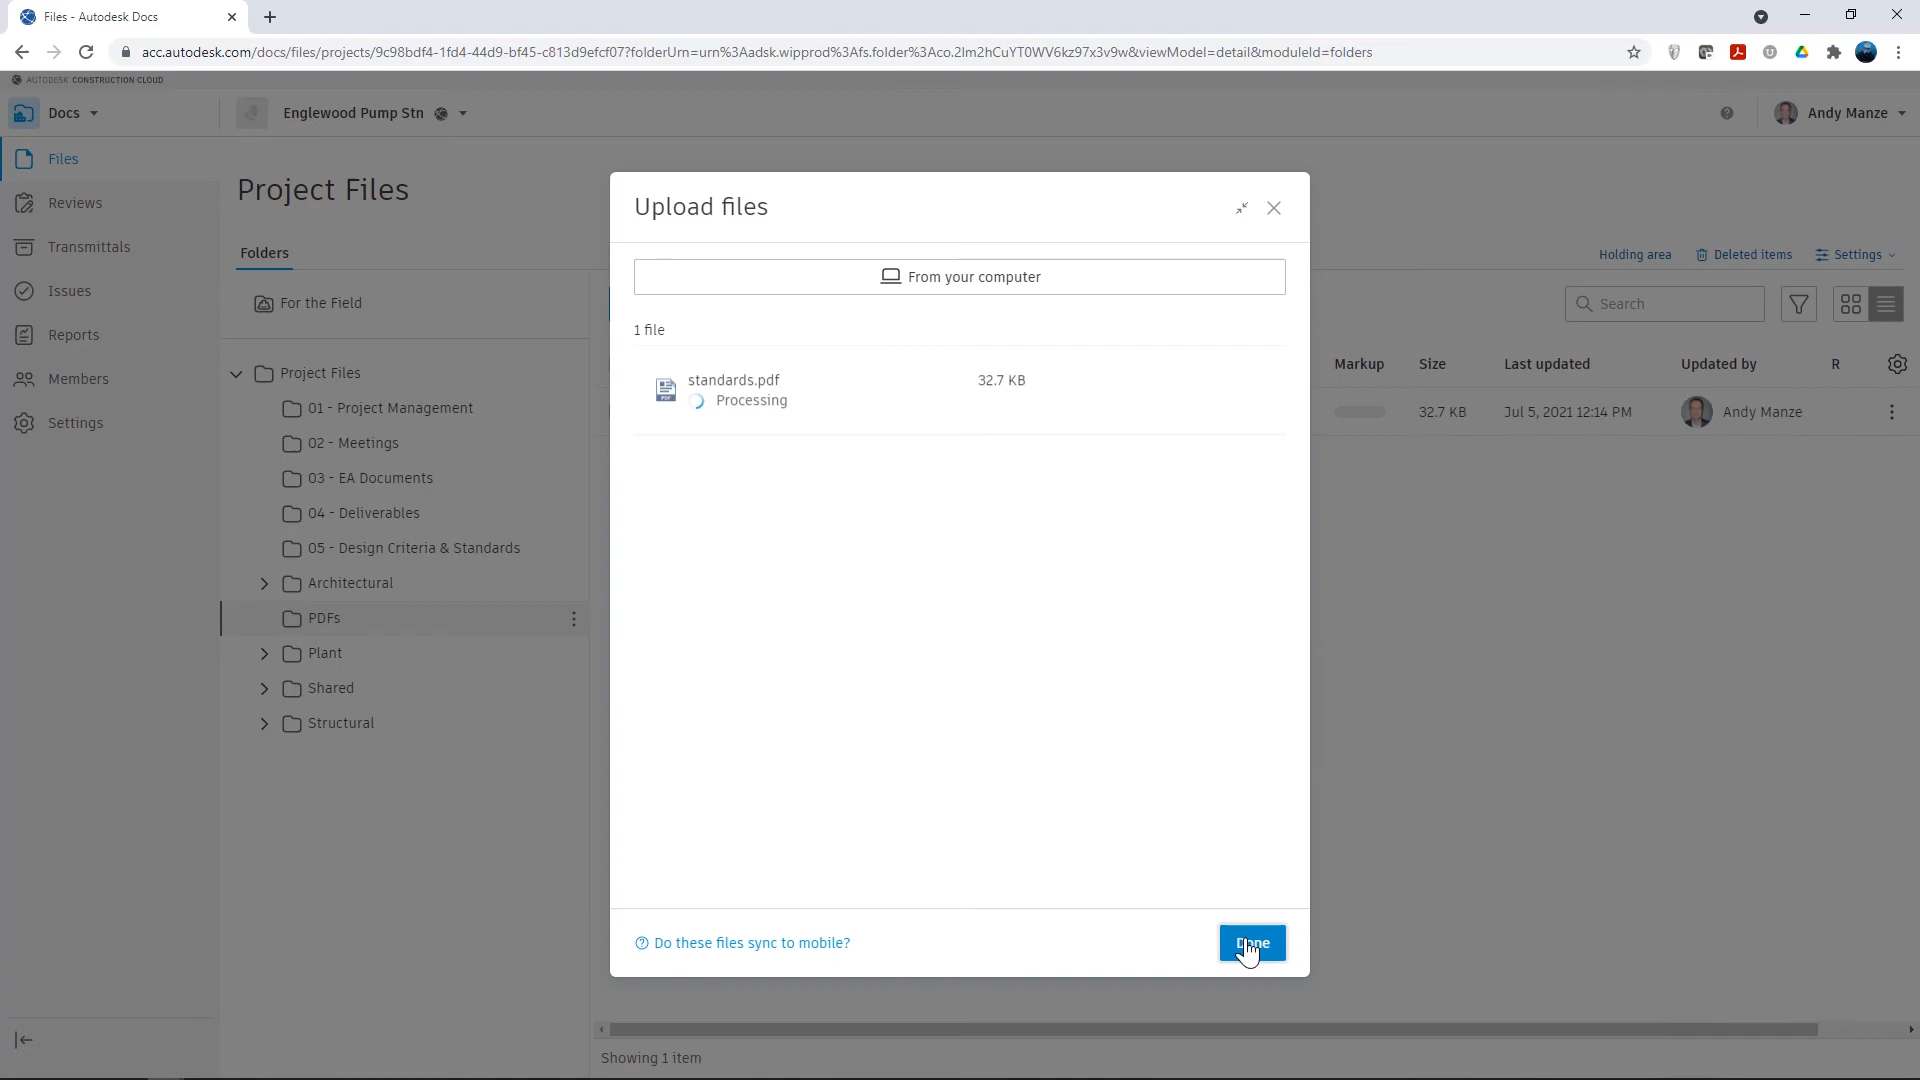 Files - Autodesk Docs
acc.autodesk.com/docs/files/projects/9c98bdf4-1fd4-44d9-bf45-c813d9efcf07?folderUrn=urn%3Aadsk.wipprod%3Afs.folder%3Aco.2lm2hCuYT0WV6kz97x3v9w&viewModel=detail&moduleId=folders
AUTODESK CONSTRUCTION CLOUD
Docs
Englewood Pump Stn
Andy Manze
Files
Reviews
Transmittals
Issues
Reports
Members
Settings
Project Files
Folders
Holding area
Deleted items
Settings
For the Field
Search
Project Files
01 - Project Management
02 - Meetings
03 - EA Documents
04 - Deliverables
05 - Design Criteria & Standards
Architectural
PDFs
Plant
Shared
Structural
Markup Size Last updated Updated by R
32.7 KB Jul 5, 2021 12:14 PM Andy Manze
Upload files
From your computer
1 file
standards.pdf 32.7 KB
PDF
Processing
Do these files sync to mobile?
Done
Showing 1 item